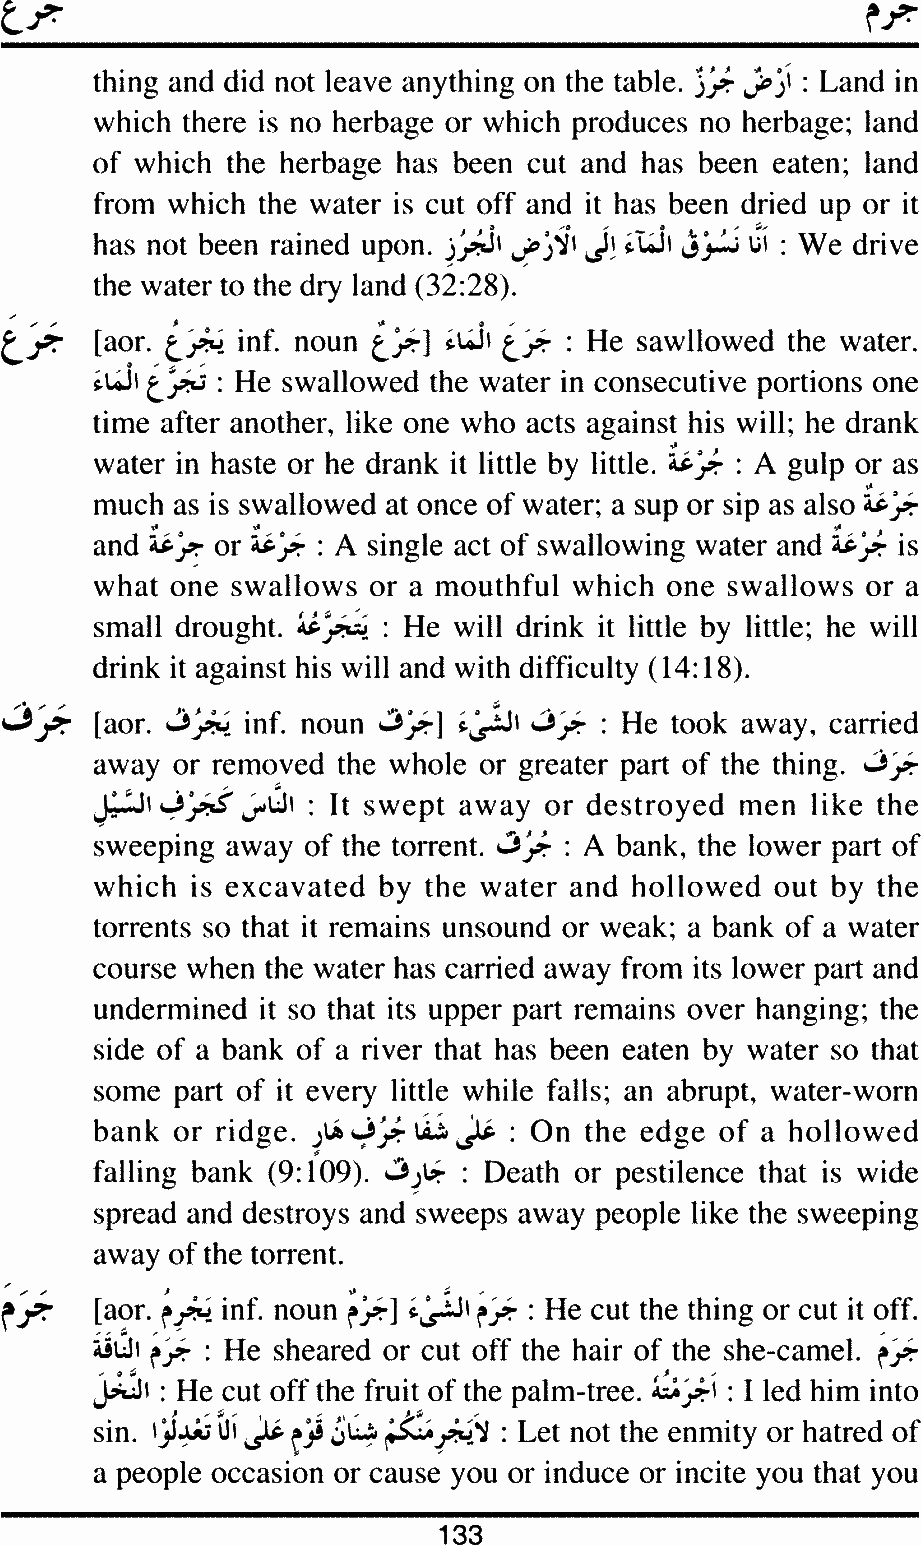 جرع جرم
thing and did not leave anything on the table. اَرْضٌ جُرُزٌ : Land in
which there is no herbage or which produces no herbage; land
of which the herbage has been cut and has been eaten; land
from which the water is cut off and it has been dried up or it
has not been rained upon. اَنَّا نَسُوْقُ الْمَآءَ اِلَى الْاَرْضِ الْجُرُزِ : We drive
the water to the dry land (32:28).
جَرَعَ [aor. يَجْرَعُ inf. noun جَرْعٌ] جَرَعَ الْمَاءَ : He sawllowed the water.
تَجَرَّعَ الْمَاءَ : He swallowed the water in consecutive portions one
time after another, like one who acts against his will; he drank
water in haste or he drank it little by little. جُرْعَةٌ : A gulp or as
much as is swallowed at once of water; a sup or sip as also جَرْعَةٌ
and جِرْعَةٌ or جَرْعَةٌ : A single act of swallowing water and جُرْعَةٌ is
what one swallows or a mouthful which one swallows or a
small drought. يَتَجَرَّعُهُ : He will drink it little by little; he will
drink it against his will and with difficulty (14:18).
جَرَفَ [aor. يَجْرُفُ inf. noun جَرْفٌ] جَرَفَ الشَّىْءَ : He took away, carried
away or removed the whole or greater part of the thing. جَرَفَ
النَّاسَ كَجَرْفِ السَّيْلِ : It swept away or destroyed men like the
sweeping away of the torrent. جُرُفٌ : A bank, the lower part of
which is excavated by the water and hollowed out by the
torrents so that it remains unsound or weak; a bank of a water
course when the water has carried away from its lower part and
undermined it so that its upper part remains over hanging; the
side of a bank of a river that has been eaten by water so that
some part of it every little while falls; an abrupt, water-worn
bank or ridge. عَلٰى شَفَا جُرُفٍ هَارٍ : On the edge of a hollowed
falling bank (9:109). جَارِفٌ : Death or pestilence that is wide
spread and destroys and sweeps away people like the sweeping
away of the torrent.
جَرَمَ [aor. يَجْرِمُ inf. noun جَرْمٌ] جَرَمَ الشَّىْءَ : He cut the thing or cut it off.
جَرَمَ النَّاقَةَ : He sheared or cut off the hair of the she-camel. جَرَمَ
النَّخْلَ : He cut off the fruit of the palm-tree. اَجْرَمْتُهُ : I led him into
sin. لَايَجْرِمَنَّكُمْ شِنَاٰنُ قَوْمٍ عَلٰى اَلَّا تَعْدِلُوْا : Let not the enmity or hatred of
a people occasion or cause you or induce or incite you that you
133